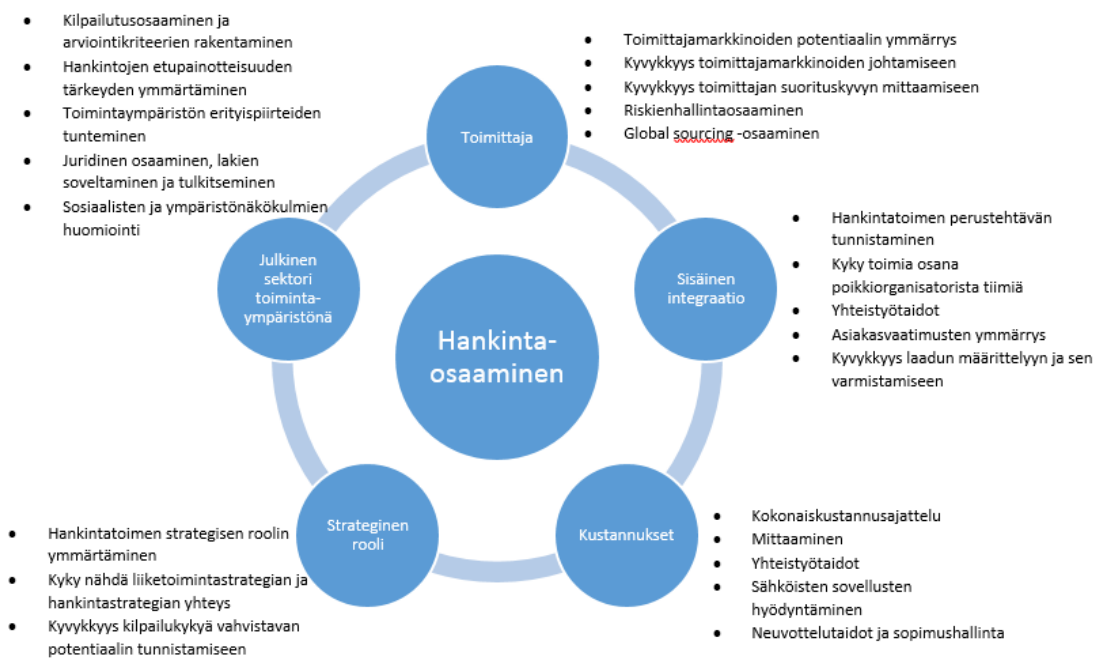 • Kilpailutusosaaminen ja
arviointikriteerien rakentaminen
• Hankintojen etupainotteisuuden
tärkeyden ymmärtäminen
• Toimintaympäristön erityispiirteiden
tunteminen
• Juridinen osaaminen, lakien
soveltaminen ja tulkitseminen
• Sosiaalisten ja ympäristönäkökulmien
huomiointi
• Toimittajamarkkinoiden potentiaalin ymmärrys
• Kyvykkyys toimittajamarkkinoiden johtamiseen
• Kyvykkyys toimittajan suorituskyvyn mittaamiseen
• Riskienhallintaosaaminen
• Global sourcing -osaaminen
Toimittaja
Julkinen
sektori
toiminta-
ympäristönä
Sisäinen
integraatio
• Hankintatoimen perustehtävän
tunnistaminen
• Kyky toimia osana
poikkiorganisatorista tiimiä
• Yhteistyötaidot
• Asiakasvaatimusten ymmärrys
• Kyvykkyys laadun määrittelyyn ja sen
varmistamiseen
Hankinta-
osaaminen
Strateginen
rooli
• Hankintatoimen strategisen roolin
ymmärtäminen
• Kyky nähdä liiketoimintastrategian ja
hankintastrategian yhteys
• Kyvykkyys kilpailukykyä vahvistavan
potentiaalin tunnistamiseen
Kustannukset
• Kokonaiskustannusajattelu
• Mittaaminen
• Yhteistyötaidot
• Sähköisten sovellusten
hyödyntäminen
• Neuvottelutaidot ja sopimushallinta